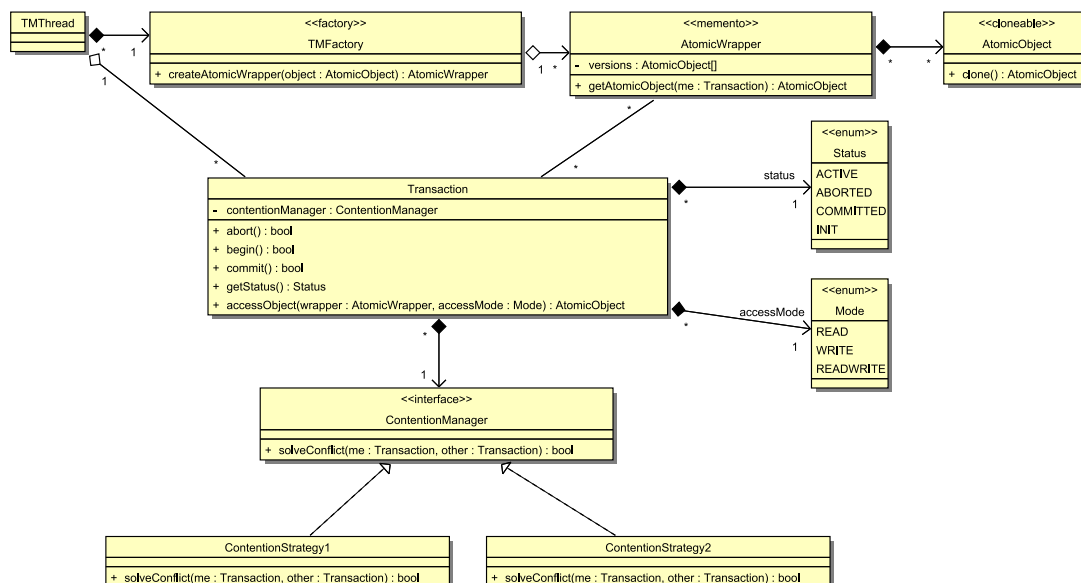 TMThread
*
1
<<factory>>
TMFactory
+ createAtomicWrapper(object : AtomicObject) : AtomicWrapper
1
*
<<memento>>
AtomicWrapper
- versions : AtomicObject[]
+ getAtomicObject(me : Transaction) : AtomicObject
*
*
<<cloneable>>
AtomicObject
+ clone() : AtomicObject
1
*
*
*
Transaction
- contentionManager : ContentionManager
+ abort() : bool
+ begin() : bool
+ commit() : bool
+ getStatus() : Status
+ accessObject(wrapper : AtomicWrapper, accessMode : Mode) : AtomicObject
status
*
1
<<enum>>
Status
ACTIVE
ABORTED
COMMITTED
INIT
accessMode
*
1
<<enum>>
Mode
READ
WRITE
READWRITE
*
1
<<interface>>
ContentionManager
+ solveConflict(me : Transaction, other : Transaction) : bool
ContentionStrategy1
+ solveConflict(me : Transaction, other : Transaction) : bool
ContentionStrategy2
+ solveConflict(me : Transaction, other : Transaction) : bool